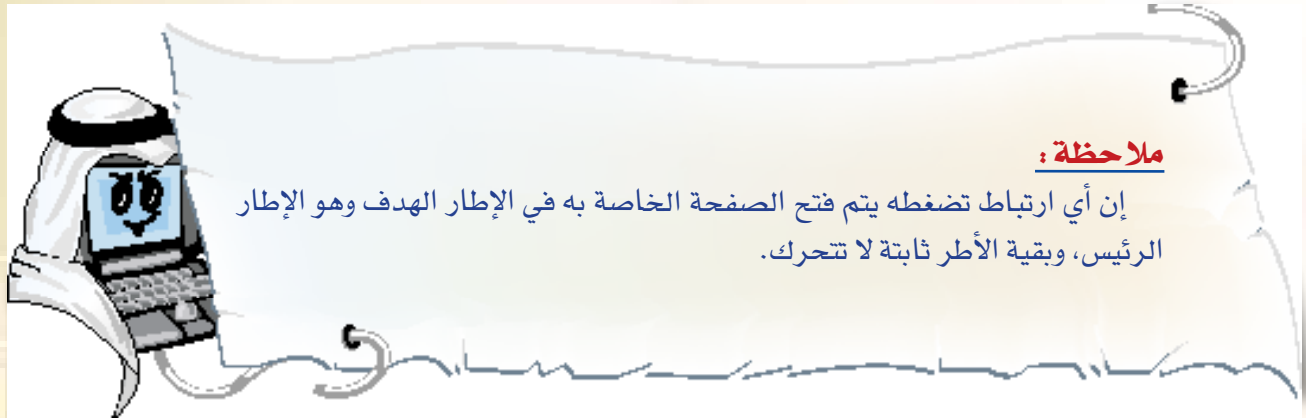 ملاحظة :
إن أي ارتباط تضغطه يتم فتح الصفحة الخاصة به في الإطار الهدف وهو الإطار
الرئيس، وبقية الأطر ثابتة لا تتحرك.